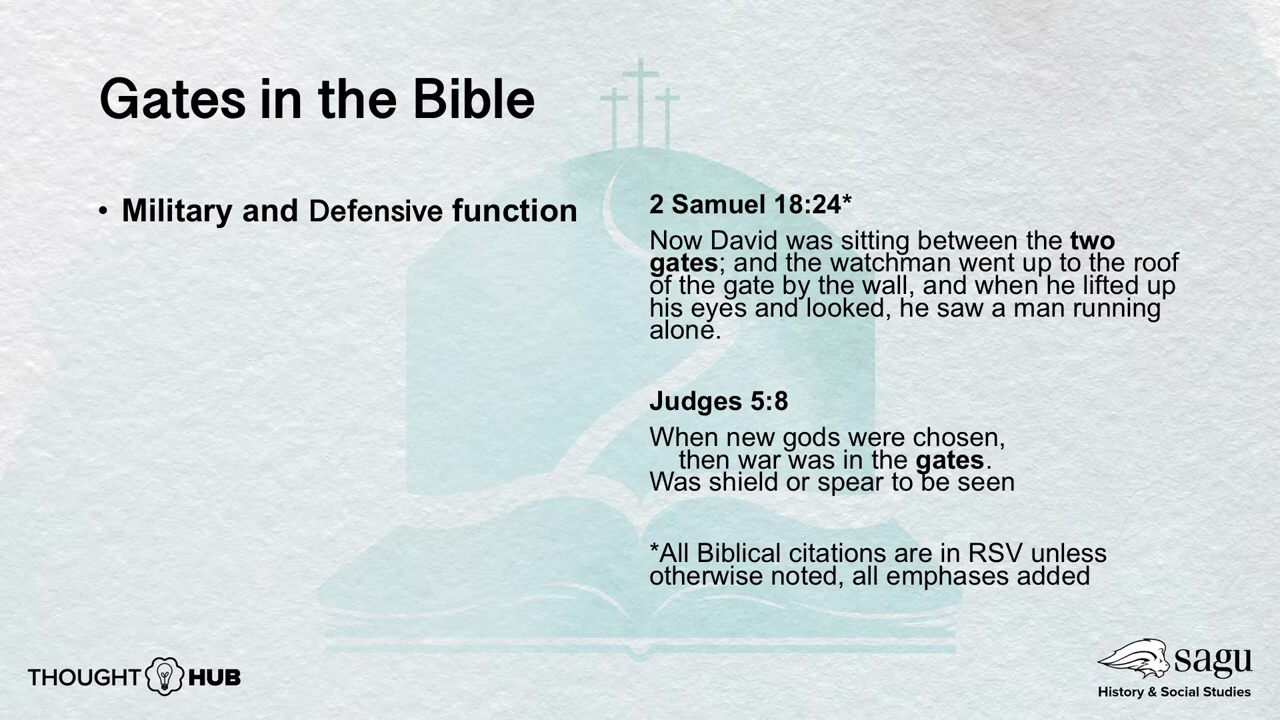 Gates in the Bible
• Military and Defensive function
2 Samuel 18:24*
Now David was sitting between the two
gates; and the watchman went up to the roof
of the gate by the wall, and when he lifted up
his eyes and looked, he saw a man running
alone.
Judges 5:8
When new gods were chosen,
then war was in the gates.
Was shield or spear to be seen
*All Biblical citations are in RSV unless
otherwise noted, all emphases added
THOUGHT HUB
sagu
History & Social Studies